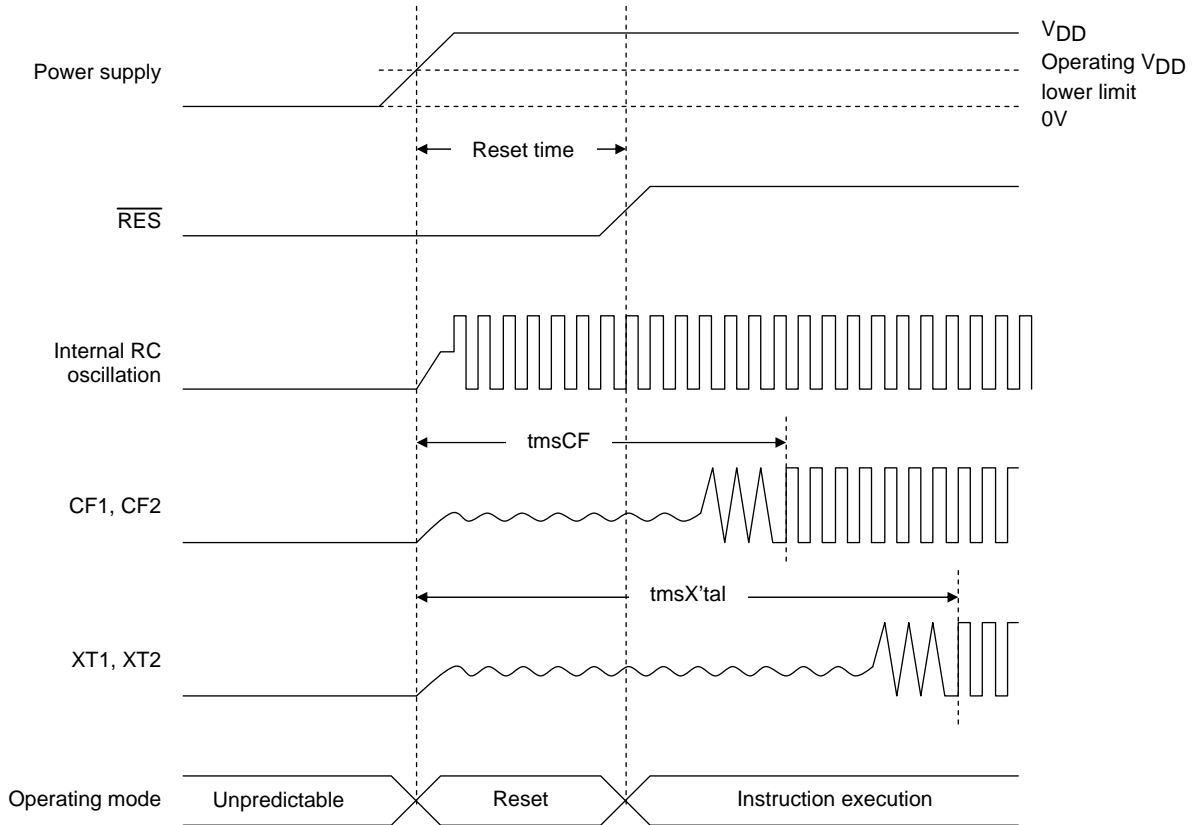 VDD
Power supply
Operating VDD
lower limit
0V
Reset time
RES
Internal RC
oscillation
tmsCF
CF1, CF2
tmsX'tal
XT1, XT2
Operating mode
Unpredictable
Reset
Instruction execution